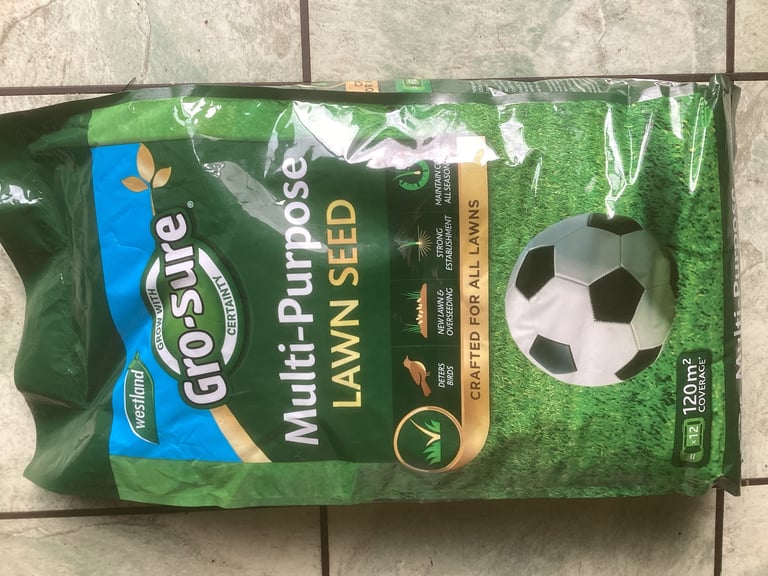 westland
GROW WITH
Gro-sure®
CERTAINTY
Multi-Purpose
LAWN SEED
DETERS
BIRDS
NEW LAWN &
OVERSEEDING
STRONG
ESTABLISHMENT
MAINTAIN
ALL SEASON
CRAFTED FOR ALL LAWNS
= x12
120m²
COVERAGE*